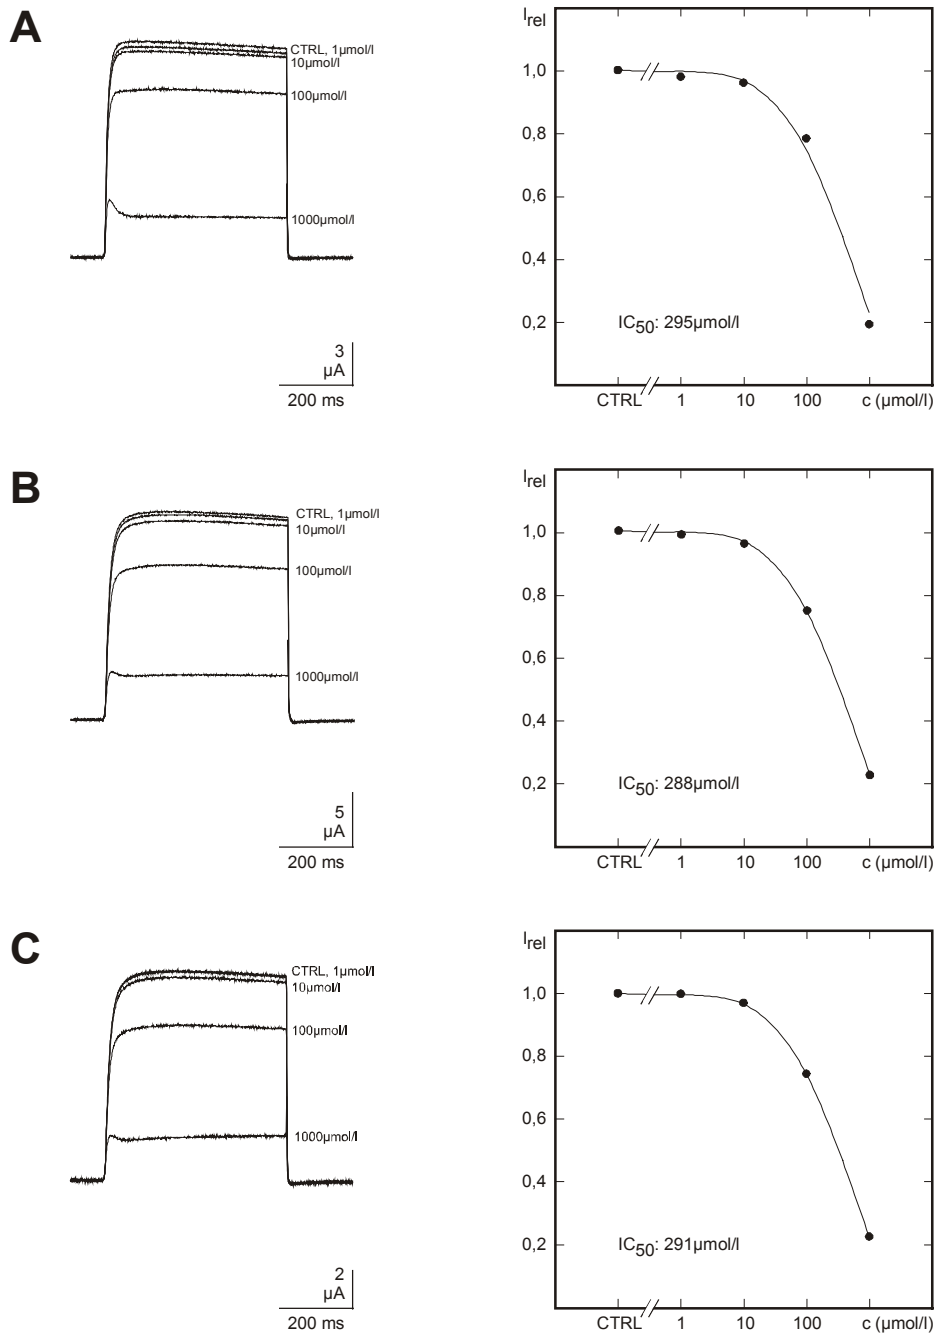 A
CTRL, 1µmol/l
10µmol/l
100µmol/l
1000µmol/l
3
µA
200 ms
Irel
1,0
0,8
0,6
0,4
0,2
IC50: 295µmol/l
CTRL 1 10 100 c (µmol/l)
B
CTRL, 1µmol/l
10µmol/l
100µmol/l
1000µmol/l
5
µA
200 ms
Irel
1,0
0,8
0,6
0,4
0,2
IC50: 288µmol/l
CTRL 1 10 100 c (µmol/l)
C
CTRL, 1µmol/l
10µmol/l
100µmol/l
1000µmol/l
2
µA
200 ms
Irel
1,0
0,8
0,6
0,4
0,2
IC50: 291µmol/l
CTRL 1 10 100 c (µmol/l)